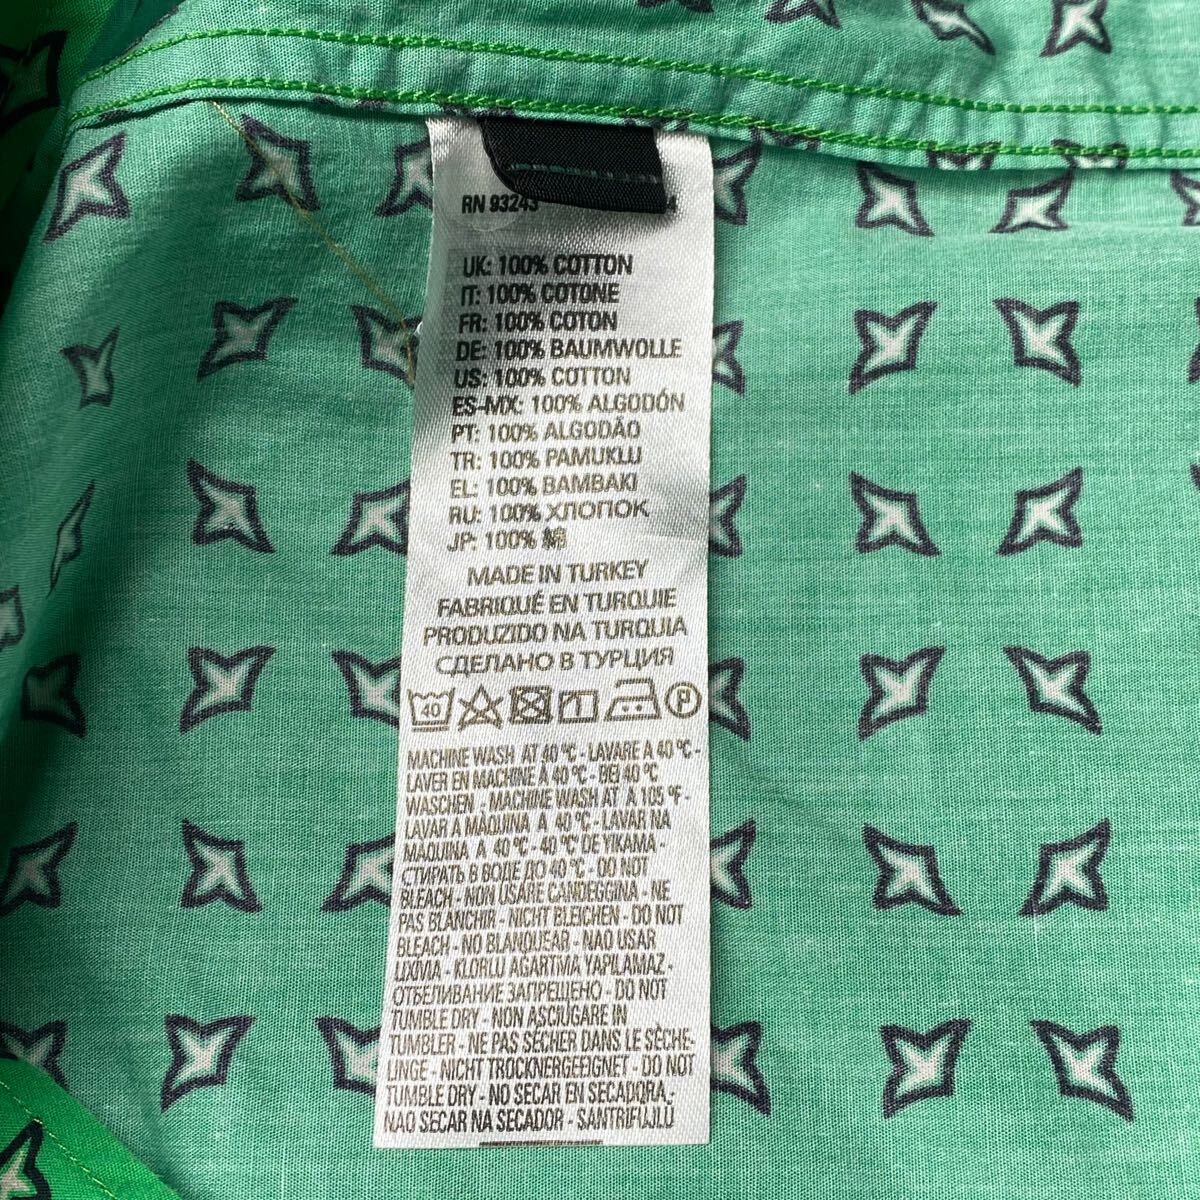 RN 93243
UK: 100% COTTON
IT: 100% COTONE
FR: 100% COTON
DE: 100% BAUMWOLLE
US: 100% COTTON
ES-MX: 100% ALGODÓN
PT: 100% ALGODÃO
TR: 100% PAMUKLU
EL: 100% BAMBAKI
RU: 100% ХЛОПОК
JP: 100% 綿
MADE IN TURKEY
FABRIQUÉ EN TURQUIE
PRODUZIDO NA TURQUIA
СДЕЛАНО В ТУРЦИЯ
40 P
MACHINE WASH AT 40 °C - LAVARE A 40 °C -
LAVER EN MACHINE À 40 °C - BEI 40 °C
WASCHEN - MACHINE WASH AT A 105 °F -
LAVAR A MÁQUINA A 40 °C - LAVAR NA
MÁQUINA A 40 °C - 40 °C' DE YIKAMA -
СТИРАТЬ В ВОДЕ ДО 40 °C - DO NOT
BLEACH - NON USARE CANDEGGINA - NE
PAS BLANCHIR - NICHT BLEICHEN - DO NOT
BLEACH - NO BLANQUEAR - NAO USAR
LIXIVIA - KLORLU AGARTMA YAPILAMAZ -
ОТБЕЛИВАНИЕ ЗАПРЕЩЕНО - DO NOT
TUMBLE DRY - NON ASCIUGARE IN
TUMBLER - NE PAS SÉCHER DANS LE SÈCHE-
LINGE - NICHT TROCKNERGEEIGNET - DO NOT
TUMBLE DRY - NO SECAR EN SECADORA -
NAO SECAR NA SECADOR - SANTRIFUJLU